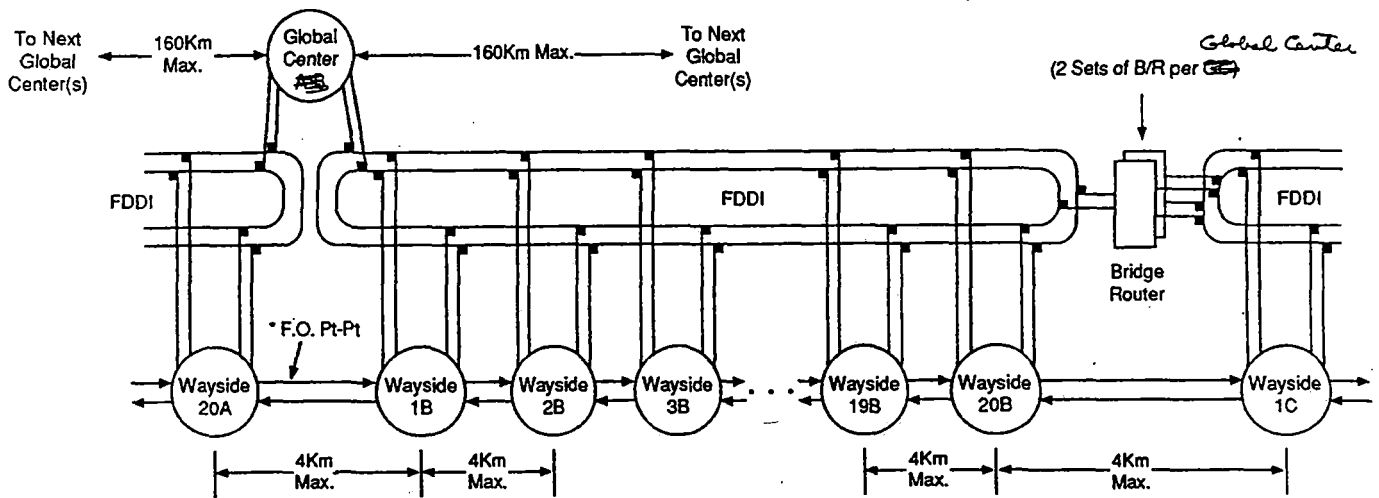 To Next
Global
Center(s)
160Km
Max.
Global
Center
160Km Max.
To Next
Global
Center(s)
Global Center
(2 Sets of B/R per GC)
FDDI
FDDI
FDDI
Bridge
Router
* F.O. Pt-Pt
Wayside
20A
Wayside
1B
Wayside
2B
Wayside
3B
. . .
Wayside
19B
Wayside
20B
Wayside
1C
4Km
Max.
4Km
Max.
4Km
Max.
4Km
Max.